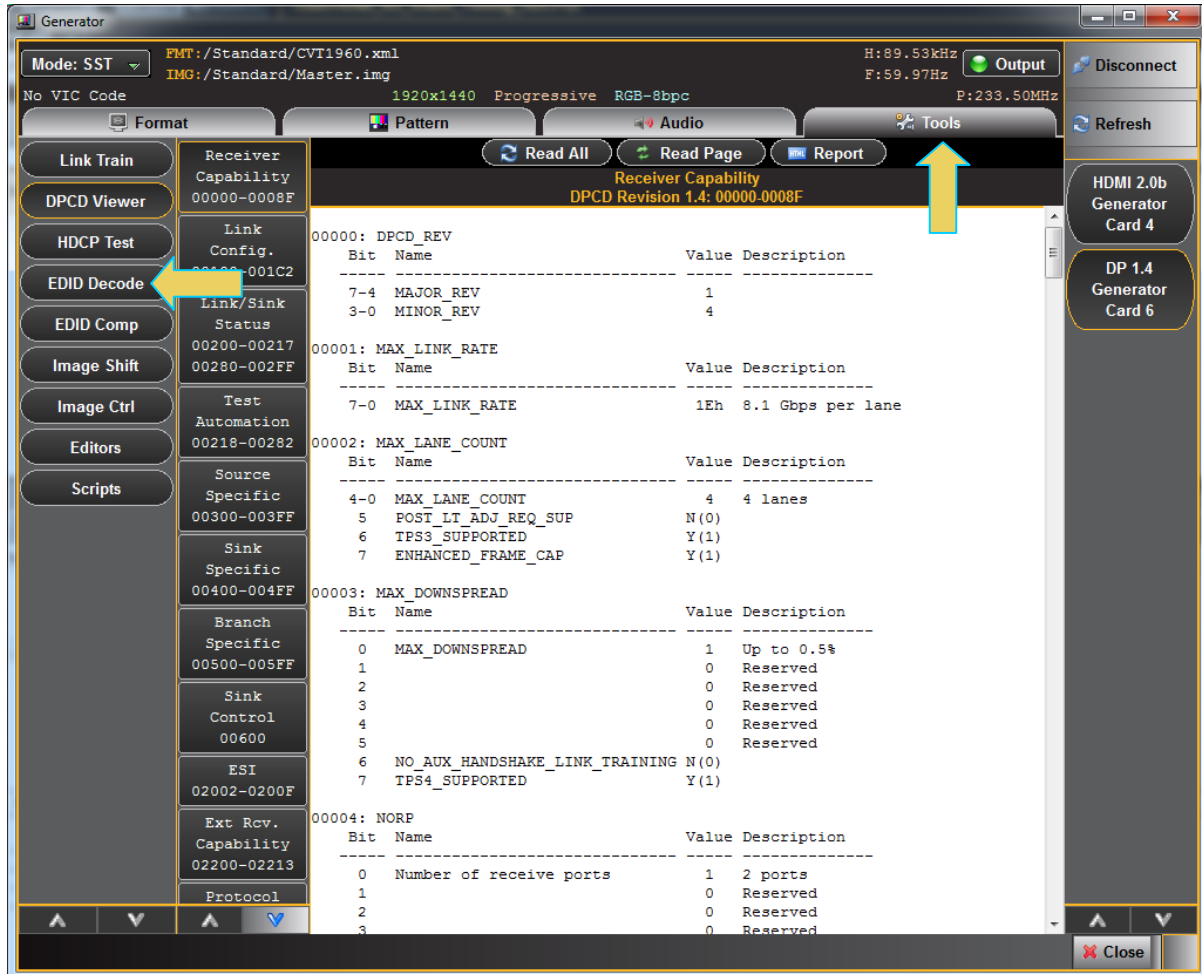 Generator
Mode: SST
FMT:/Standard/CVT1960.xml
IMG:/Standard/Master.img
H:89.53kHz
F:59.97Hz
Output
No VIC Code
1920x1440 Progressive RGB-8bpc
P:233.50MHz
Disconnect
Refresh
Format
Pattern
Audio
Tools
Link Train
DPCD Viewer
HDCP Test
EDID Decode
EDID Comp
Image Shift
Image Ctrl
Editors
Scripts
Receiver
Capability
00000-0008F
Link
Config.
00100-001C2
Link/Sink
Status
00200-00217
00280-002FF
Test
Automation
00218-00282
Source
Specific
00300-003FF
Sink
Specific
00400-004FF
Branch
Specific
00500-005FF
Sink
Control
00600
ESI
02002-0200F
Ext Rcv.
Capability
02200-02213
Protocol
Read All
Read Page
HTML
Report
Receiver Capability
DPCD Revision 1.4: 00000-0008F
00000: DPCD_REV
Bit Name Value Description
----- ------------------------------ ----- --------------
7-4 MAJOR_REV 1
3-0 MINOR_REV 4
00001: MAX_LINK_RATE
Bit Name Value Description
----- ------------------------------ ----- --------------
7-0 MAX_LINK_RATE 1Eh 8.1 Gbps per lane
00002: MAX_LANE_COUNT
Bit Name Value Description
----- ------------------------------ ----- --------------
4-0 MAX_LANE_COUNT 4 4 lanes
5 POST_LT_ADJ_REQ_SUP N(0)
6 TPS3_SUPPORTED Y(1)
7 ENHANCED_FRAME_CAP Y(1)
00003: MAX_DOWNSPREAD
Bit Name Value Description
----- ------------------------------ ----- --------------
0 MAX_DOWNSPREAD 1 Up to 0.5%
1 0 Reserved
2 0 Reserved
3 0 Reserved
4 0 Reserved
5 0 Reserved
6 NO_AUX_HANDSHAKE_LINK_TRAINING N(0)
7 TPS4_SUPPORTED Y(1)
00004: NORP
Bit Name Value Description
----- ------------------------------ ----- --------------
0 Number of receive ports 1 2 ports
1 0 Reserved
2 0 Reserved
3 0 Reserved
HDMI 2.0b
Generator
Card 4
DP 1.4
Generator
Card 6
Close